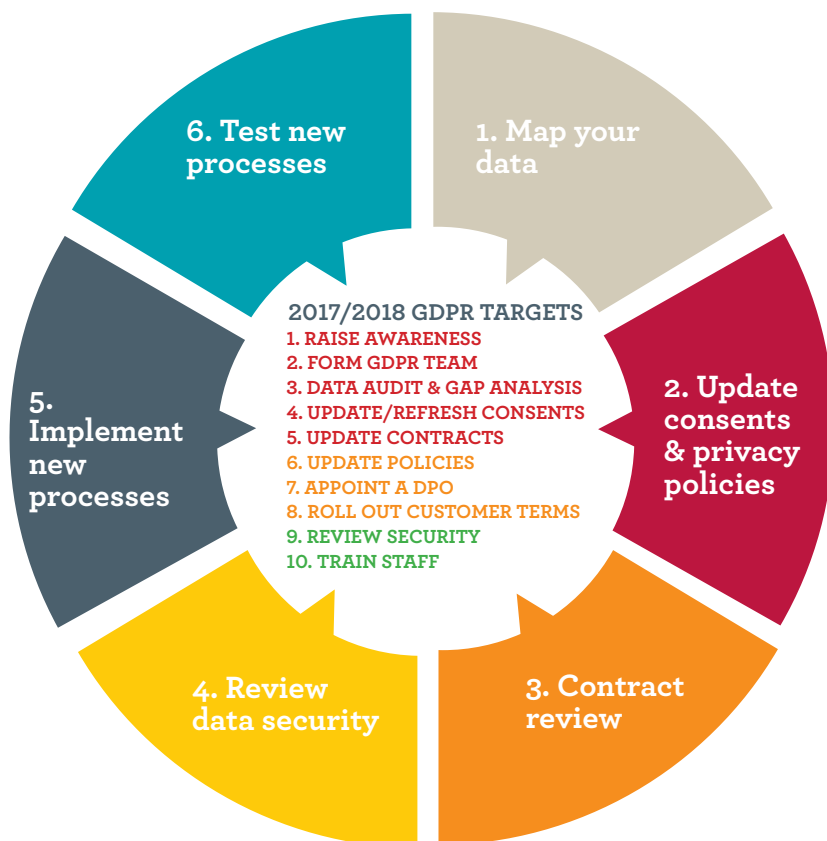 6. Test new
processes
1. Map your
data
2017/2018 GDPR TARGETS
1. RAISE AWARENESS
2. FORM GDPR TEAM
3. DATA AUDIT & GAP ANALYSIS
4. UPDATE/REFRESH CONSENTS
5. UPDATE CONTRACTS
6. UPDATE POLICIES
7. APPOINT A DPO
8. ROLL OUT CUSTOMER TERMS
9. REVIEW SECURITY
10. TRAIN STAFF
2. Update
consents
& privacy
policies
5.
Implement
new
processes
4. Review
data security
3. Contract
review